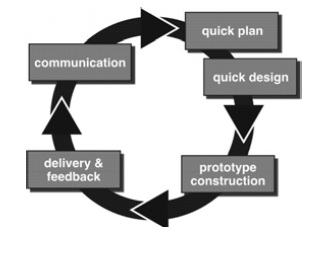 quick plan
communication
quick design
delivery &
feedback
prototype
construction